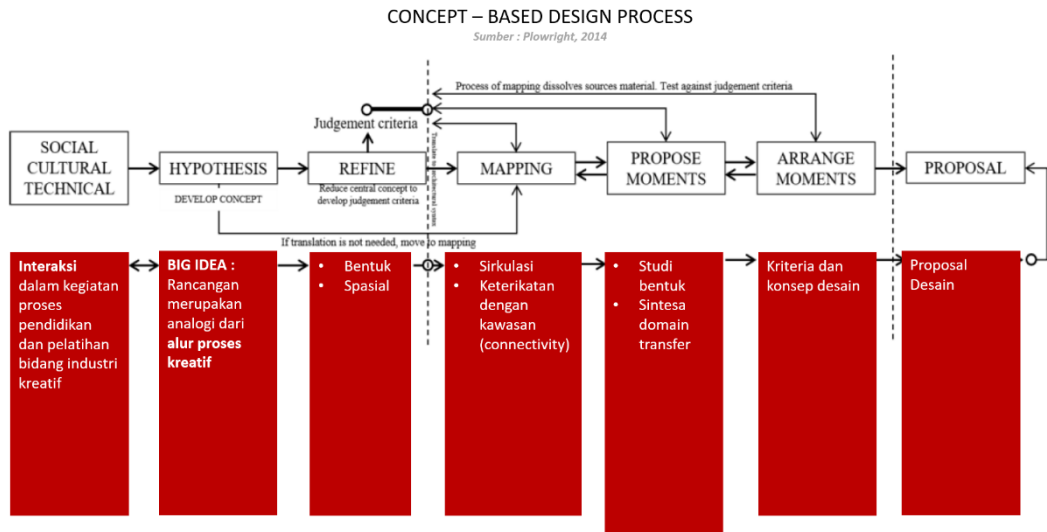 CONCEPT – BASED DESIGN PROCESS
Sumber : Plowright, 2014
Process of mapping dissolves sources material. Test against judgement criteria
Judgement criteria
SOCIAL
CULTURAL
TECHNICAL
HYPOTHESIS
DEVELOP CONCEPT
REFINE
Reduce central concept to
develop judgement criteria
MAPPING
PROPOSE
MOMENTS
ARRANGE
MOMENTS
PROPOSAL
If translation is not needed, move to mapping
Interaksi
dalam kegiatan
proses
pendidikan
dan pelatihan
bidang industri
kreatif
BIG IDEA :
Rancangan
merupakan
analogi dari
alur proses
kreatif
• Bentuk
• Spasial
• Sirkulasi
• Keterikatan
dengan
kawasan
(connectivity)
• Studi
bentuk
• Sintesa
domain
transfer
Kriteria dan
konsep desain
Proposal
Desain